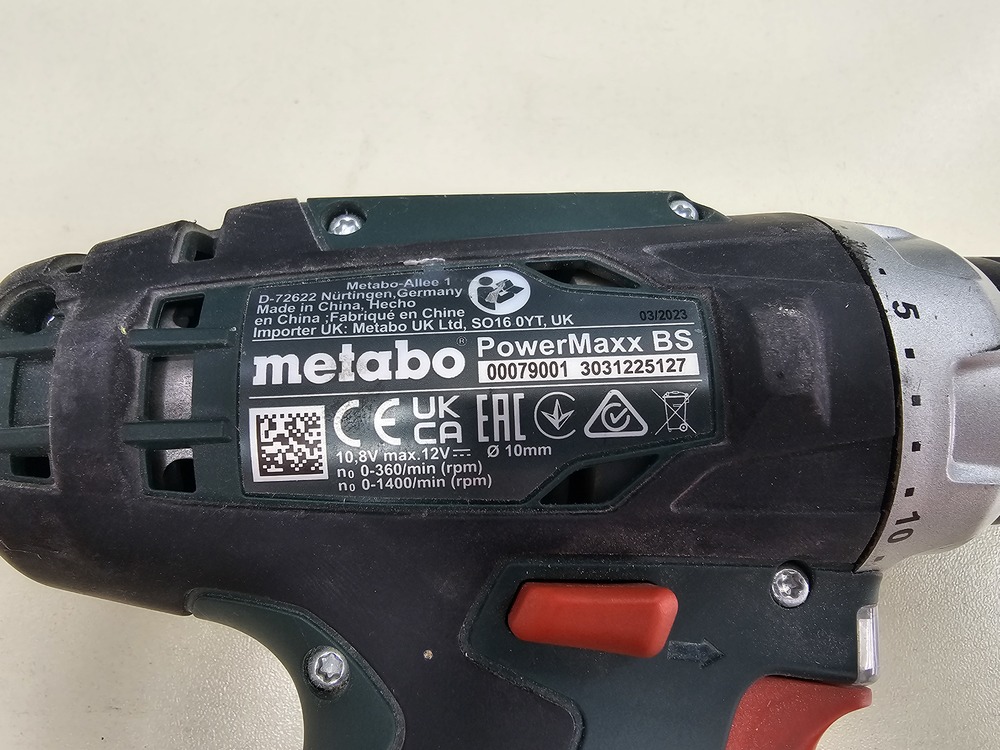 Metabo-Allee 1
D-72622 Nürtingen,Germany
Made in China, Hecho
en China ;Fabriqué en Chine
Importer UK: Metabo UK Ltd, SO16 0YT, UK
03/2023
metabo®
PowerMaxx BS
00079001 3031225127
CE UK CA EAC
10.8V max.12V Ø 10mm
n₀ 0-360/min (rpm)
n₀ 0-1400/min (rpm)
5
10